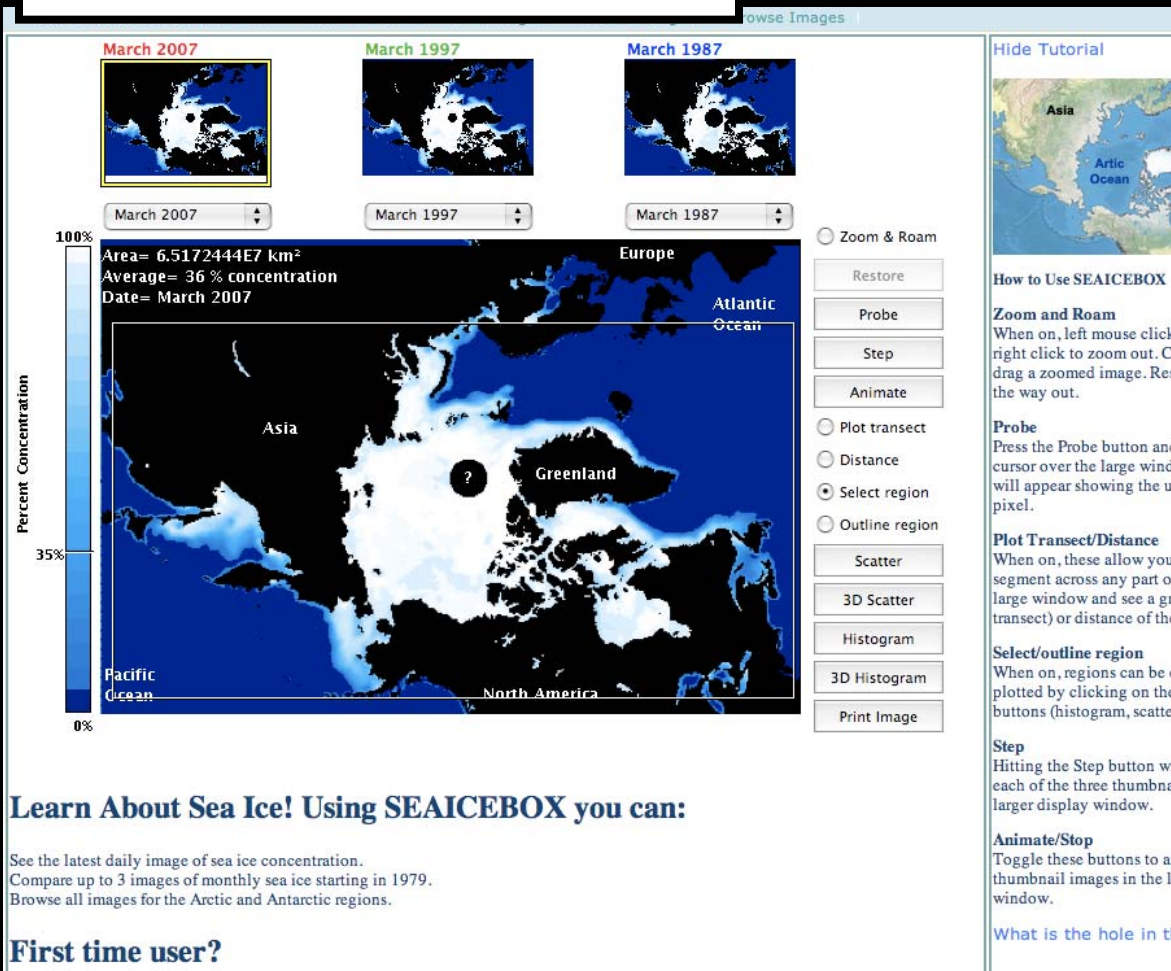 Browse Images
March 2007
March 1997
March 1987
March 2007
March 1997
March 1987
100%
Percent Concentration
35%
0%
Area= 6.5172444E7 km²
Average= 36 % concentration
Date= March 2007
Europe
Atlantic
Ocean
Asia
Greenland
?
Pacific
Ocean
North America
Zoom & Roam
Restore
Probe
Step
Animate
Plot transect
Distance
Select region
Outline region
Scatter
3D Scatter
Histogram
3D Histogram
Print Image
Learn About Sea Ice! Using SEAICEBOX you can:
See the latest daily image of sea ice concentration.
Compare up to 3 images of monthly sea ice starting in 1979.
Browse all images for the Arctic and Antarctic regions.
First time user?
Hide Tutorial
Asia
Artic
Ocean
How to Use SEAICEBOX
Zoom and Roam
When on, left mouse click
right click to zoom out. C
drag a zoomed image. Res
the way out.
Probe
Press the Probe button and
cursor over the large wind
will appear showing the u
pixel.
Plot Transect/Distance
When on, these allow you
segment across any part o
large window and see a gr
transect) or distance of the
Select/outline region
When on, regions can be
plotted by clicking on the
buttons (histogram, scatte
Step
Hitting the Step button w
each of the three thumbna
larger display window.
Animate/Stop
Toggle these buttons to a
thumbnail images in the l
window.
What is the hole in th